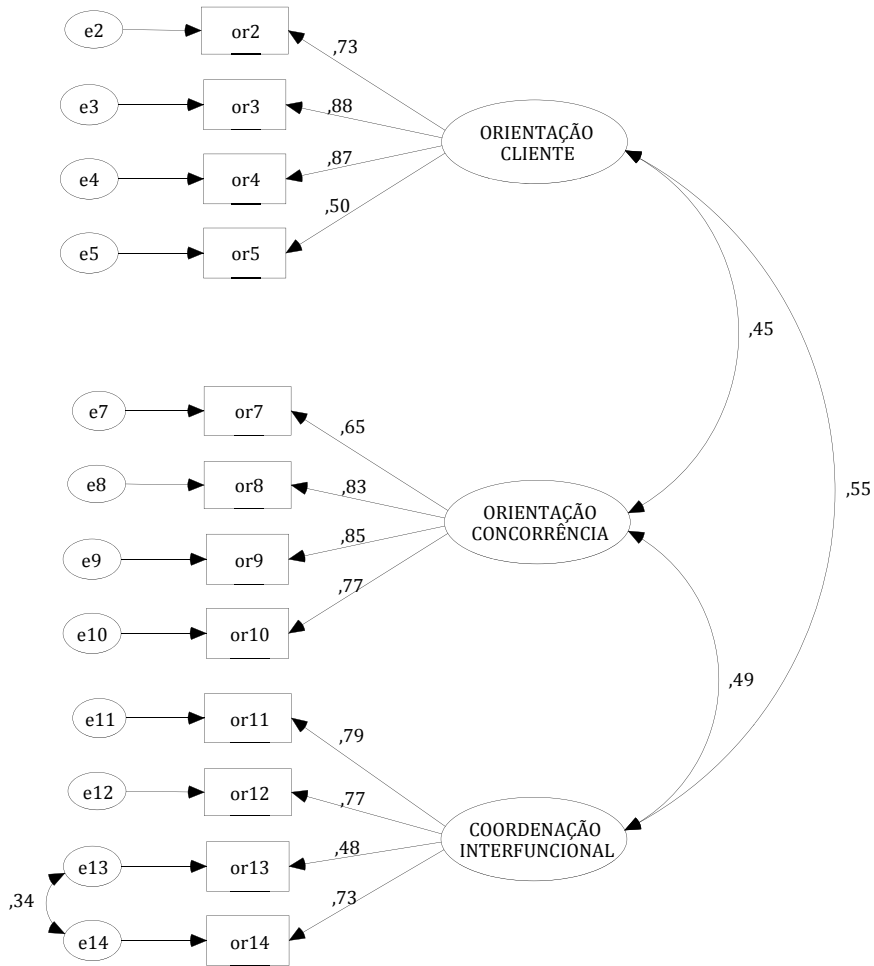 e2
or2
,73
e3
or3
,88
ORIENTAÇÃO
CLIENTE
e4
or4
,87
,50
e5
or5
,45
e7
or7
,65
e8
or8
,83
,55
ORIENTAÇÃO
CONCORRÊNCIA
e9
or9
,85
,77
e10
or10
,49
e11
or11
,79
e12
or12
,77
COORDENAÇÃO
INTERFUNCIONAL
e13
or13
,48
,34
,73
e14
or14